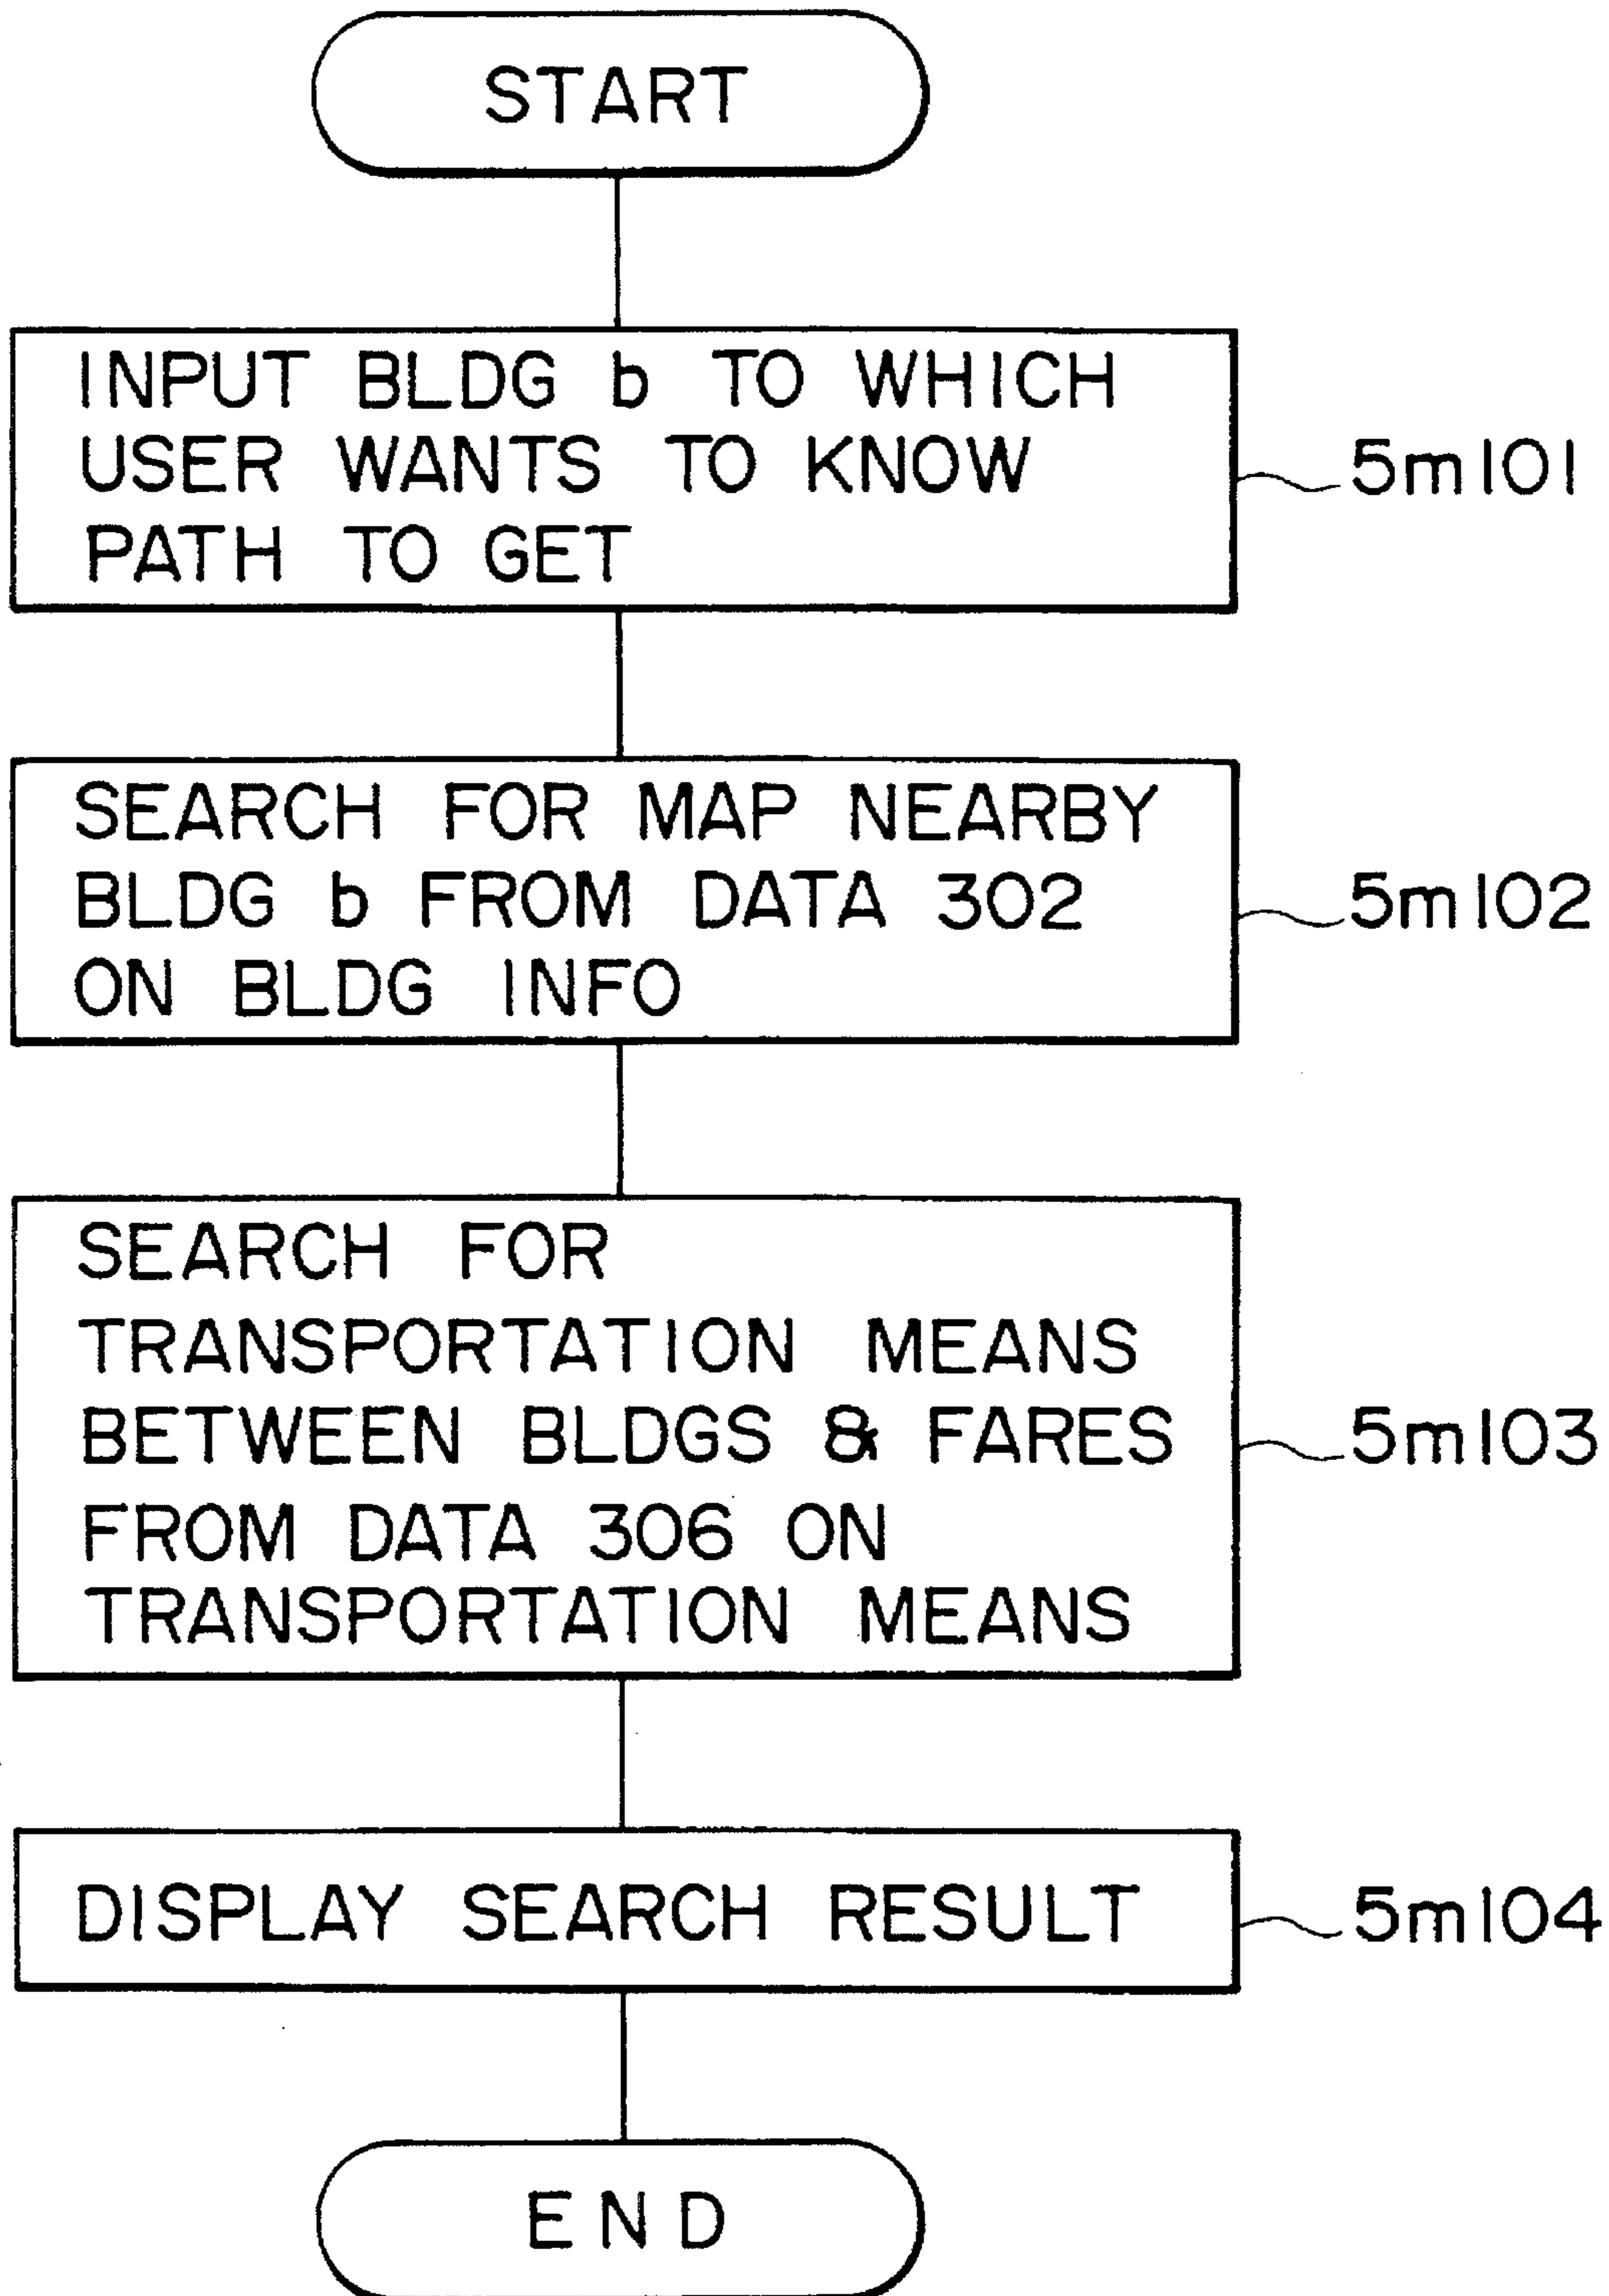 START
INPUT BLDG b TO WHICH
USER WANTS TO KNOW
PATH TO GET
5m101
SEARCH FOR MAP NEARBY
BLDG b FROM DATA 302
ON BLDG INFO
5m102
SEARCH FOR
TRANSPORTATION MEANS
BETWEEN BLDGS & FARES
FROM DATA 306 ON
TRANSPORTATION MEANS
5m103
DISPLAY SEARCH RESULT
5m104
END